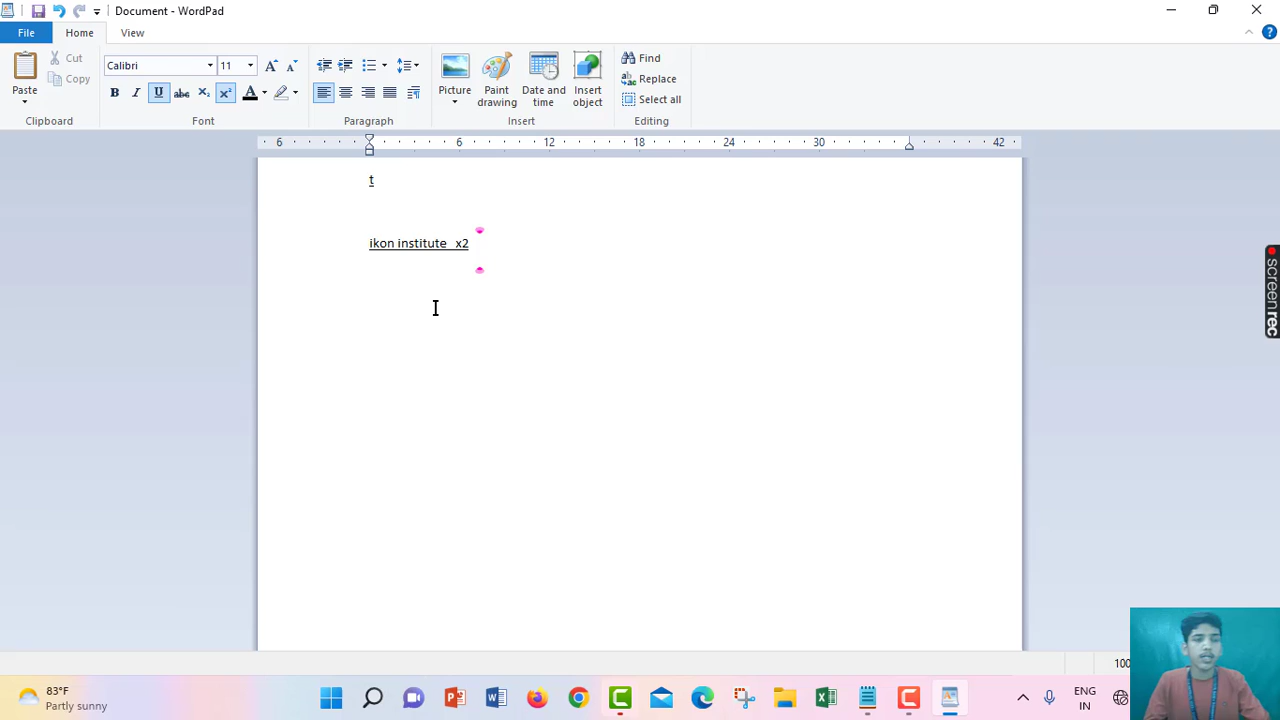 Document - WordPad
File Home View
Cut
Copy
Paste
Clipboard
Calibri 11
Font
Paragraph
Picture
Paint drawing
Date and time
Insert object
Insert
Find
Replace
Select all
Editing
6 6 12 18 24 30 42
t
ikon institute x2
screenrec
100
83°F
Partly sunny
ENG
IN